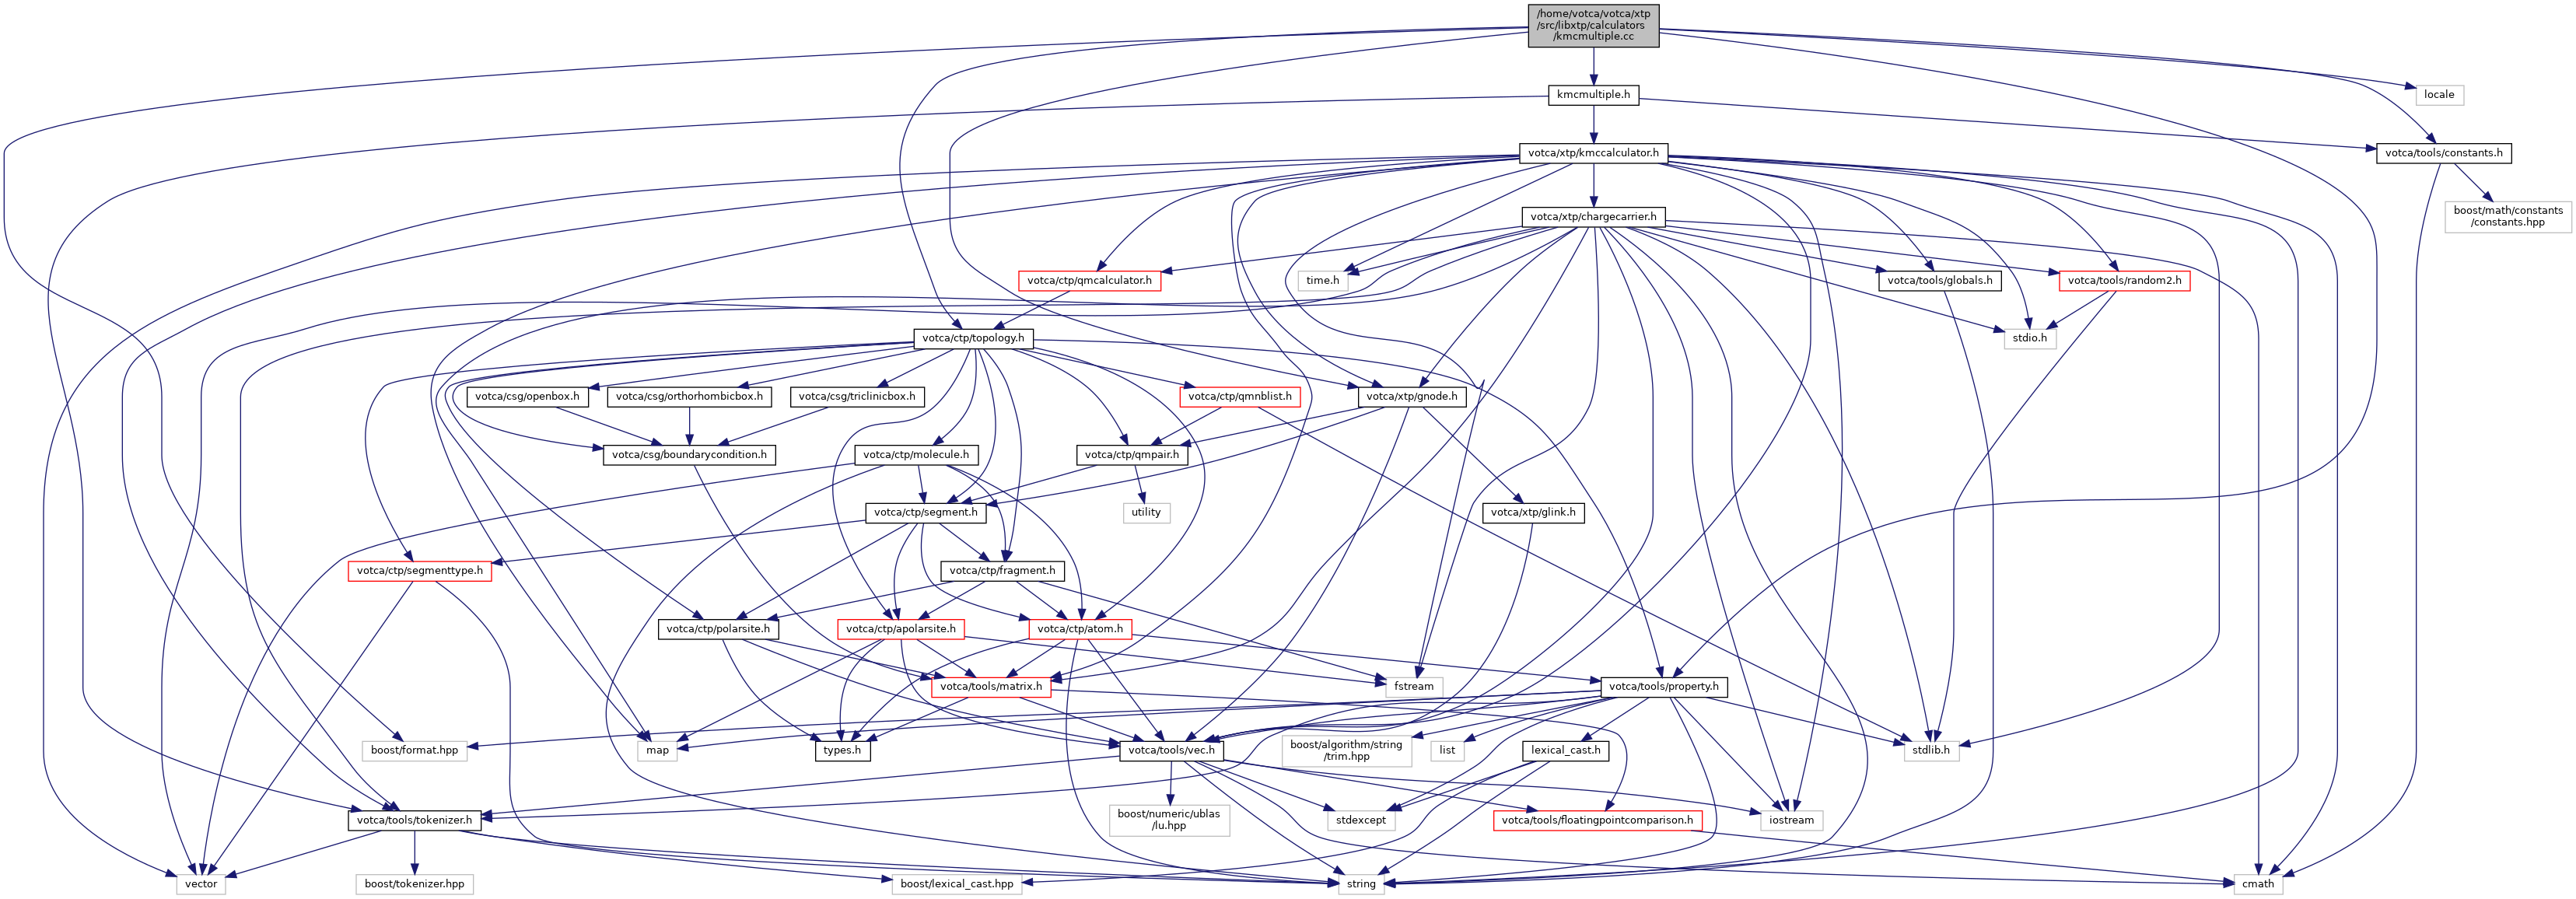 /home/votca/votca/xtp
/src/libxtp/calculators
/kmcmultiple.cc
kmcmultiple.h
locale
votca/xtp/kmccalculator.h
votca/tools/constants.h
votca/xtp/chargecarrier.h
boost/math/constants
/constants.hpp
votca/ctp/qmcalculator.h
time.h
votca/tools/globals.h
votca/tools/random2.h
votca/ctp/topology.h
stdio.h
votca/csg/openbox.h
votca/csg/orthorhombicbox.h
votca/csg/triclinicbox.h
votca/ctp/qmnblist.h
votca/xtp/gnode.h
votca/csg/boundarycondition.h
votca/ctp/molecule.h
votca/ctp/qmpair.h
votca/ctp/segment.h
utility
votca/xtp/glink.h
votca/ctp/segmenttype.h
votca/ctp/fragment.h
votca/ctp/polarsite.h
votca/ctp/apolarsite.h
votca/ctp/atom.h
votca/tools/matrix.h
fstream
votca/tools/property.h
boost/format.hpp
map
types.h
votca/tools/vec.h
boost/algorithm/string
/trim.hpp
list
lexical_cast.h
stdlib.h
votca/tools/tokenizer.h
boost/numeric/ublas
/lu.hpp
stdexcept
votca/tools/floatingpointcomparison.h
iostream
vector
boost/tokenizer.hpp
boost/lexical_cast.hpp
string
cmath